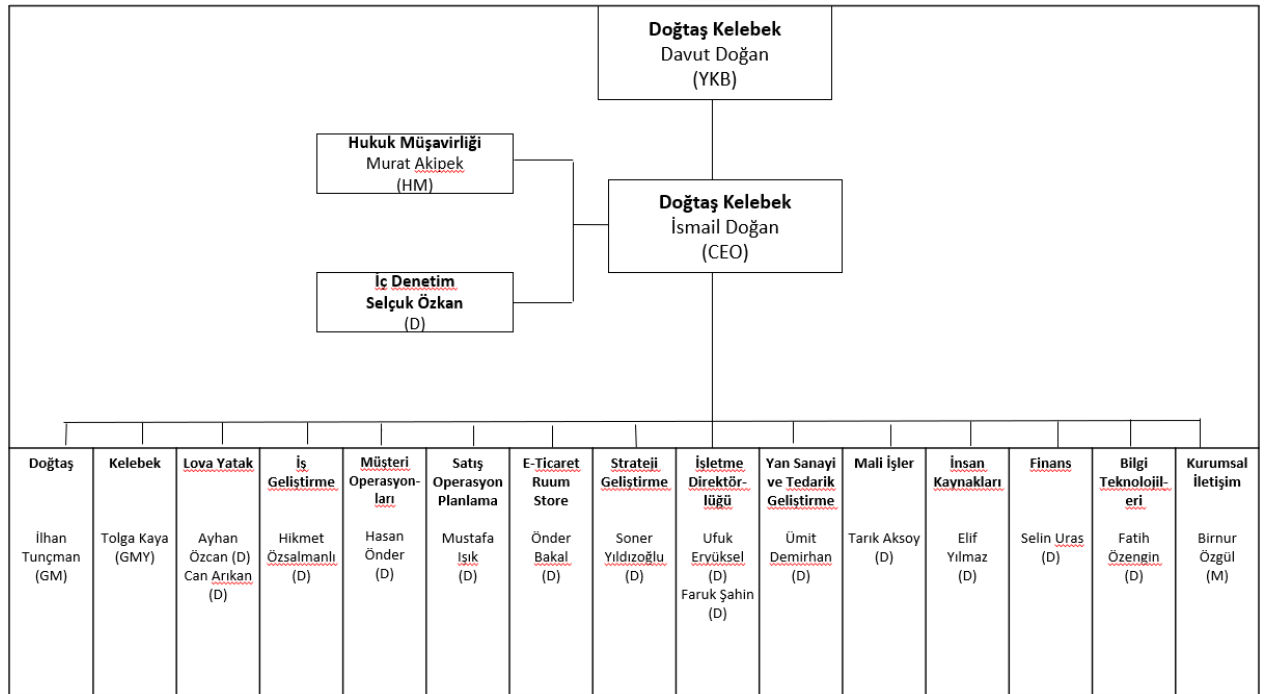 Doğtaş Kelebek
Davut Doğan
(YKB)
Hukuk Müşavirliği
Murat Akipek
(HM)
Doğtaş Kelebek
İsmail Doğan
(CEO)
İç Denetim
Selçuk Özkan
(D)
Doğtaş
İlhan
Tunçman
(GM)
Kelebek
Tolga Kaya
(GMY)
Lova Yatak
Ayhan
Özcan (D)
Can Arıkan
(D)
İş
Geliştirme
Hikmet
Özsalmanlı
(D)
Müşteri
Operasyon-
ları
Hasan
Önder
(D)
Satış
Operasyon
Planlama
Mustafa
Işık
(D)
E-Ticaret
Ruum
Store
Önder
Bakal
(D)
Strateji
Geliştirme
Soner
Yıldızoğlu
(D)
İşletme
Direktör-
lüğü
Ufuk
Eryüksel
(D)
Faruk Şahin
(D)
Yan Sanayi
ve Tedarik
Geliştirme
Ümit
Demirhan
(D)
Mali İşler
Tarık Aksoy
(D)
İnsan
Kaynakları
Elif
Yılmaz
(D)
Finans
Selin Uras
(D)
Bilgi
Teknolojil-
eri
Fatih
Özengin
(D)
Kurumsal
İletişim
Birnur
Özgül
(M)